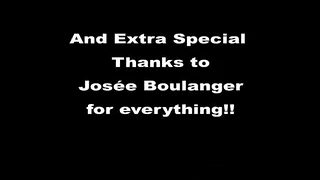 And Extra Special
Thanks to
Josée Boulanger
for everything!!